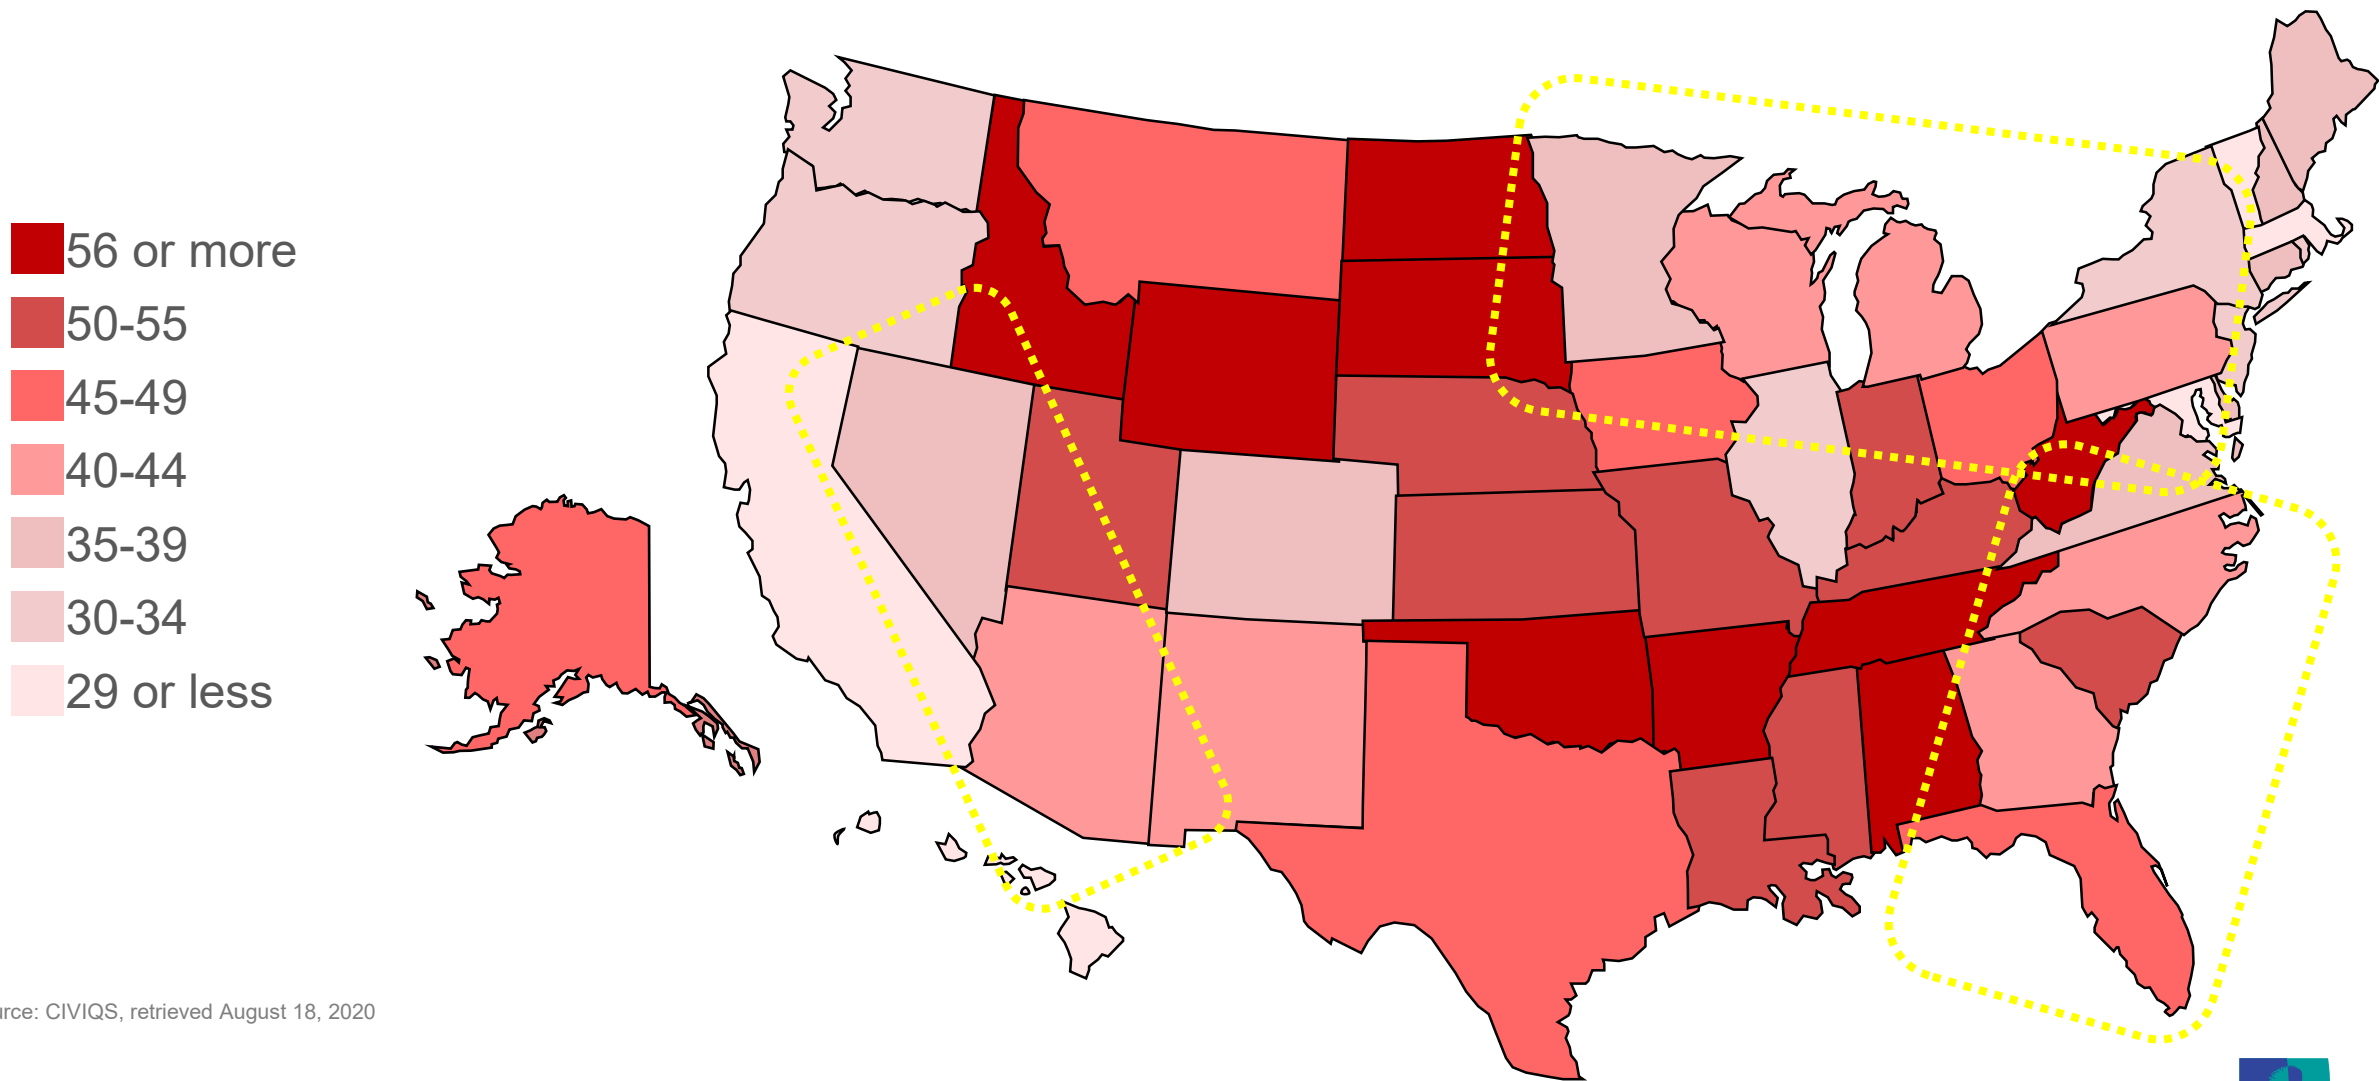 56 or more
50-55
45-49
40-44
35-39
30-34
29 or less
urce: CIVIQS, retrieved August 18, 2020